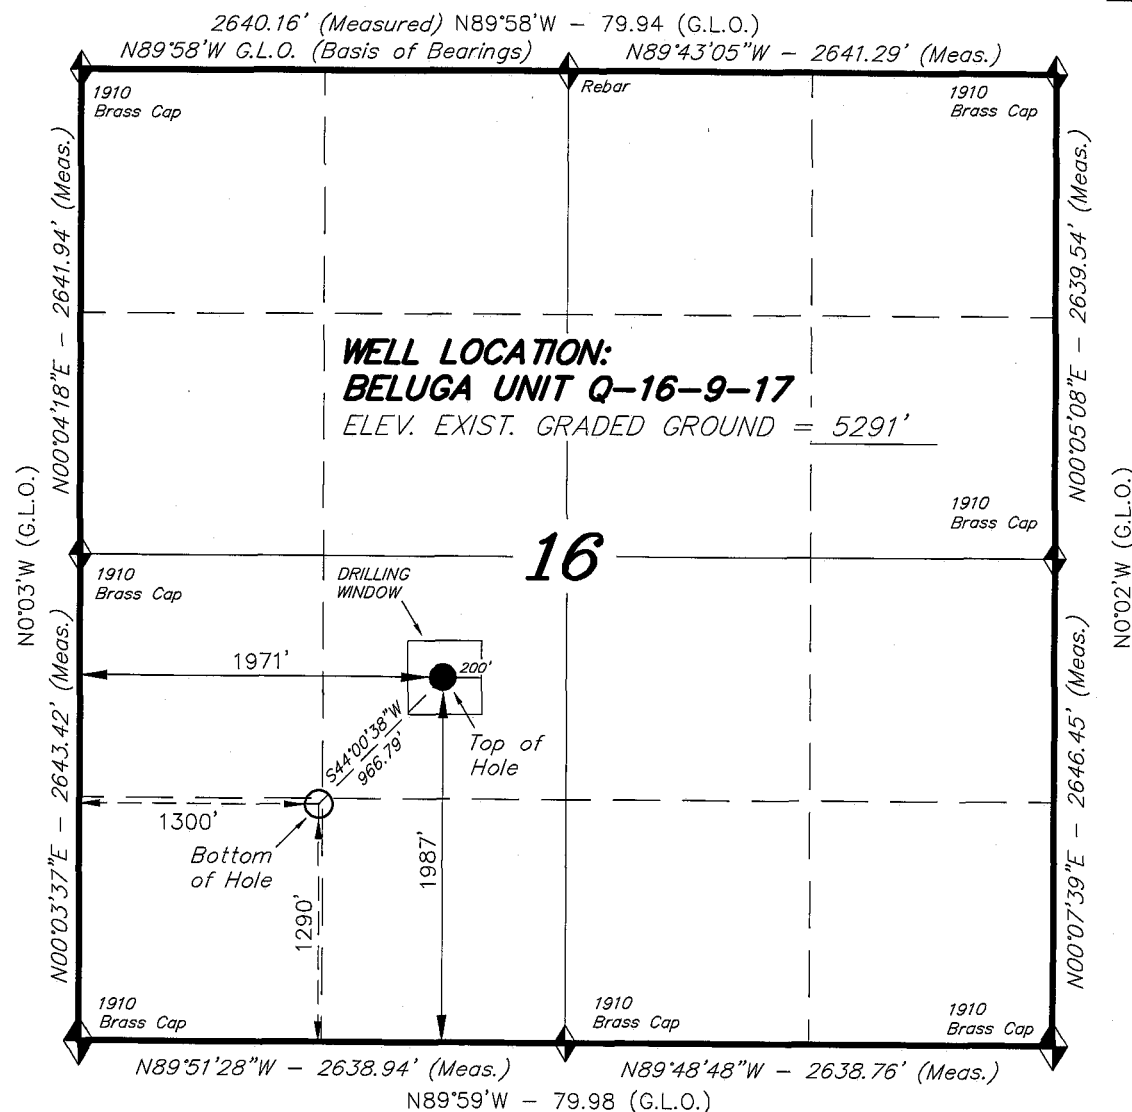 2640.16' (Measured) N89°58'W – 79.94 (G.L.O.)
N89°58'W G.L.O. (Basis of Bearings)
N89°43'05"W – 2641.29' (Meas.)
1910
Brass Cap
Rebar
1910
Brass Cap
N00°04'18"E – 2641.94' (Meas.)
N00°05'08"E – 2639.54' (Meas.)
WELL LOCATION:
BELUGA UNIT Q–16–9–17
ELEV. EXIST. GRADED GROUND = 5291'
N0°03'W (G.L.O.)
N0°02'W (G.L.O.)
1910
Brass Cap
16
1910
Brass Cap
DRILLING
WINDOW
1971'
200'
Top of
Hole
S44°00'38"W
966.79'
N00°03'37"E – 2643.42' (Meas.)
N00°07'39"E – 2646.45' (Meas.)
1300'
Bottom
of Hole
1987'
1290'
1910
Brass Cap
1910
Brass Cap
1910
Brass Cap
N89°51'28"W – 2638.94' (Meas.)
N89°48'48"W – 2638.76' (Meas.)
N89°59'W – 79.98 (G.L.O.)